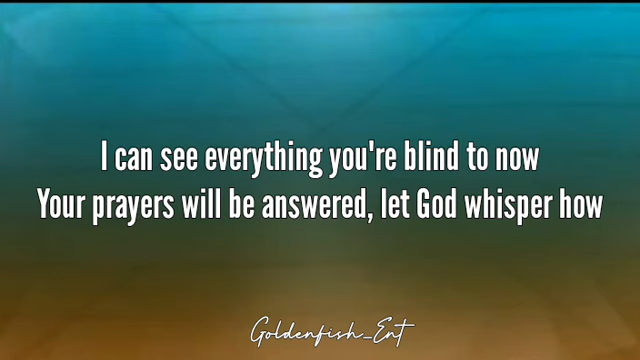 I can see everything you're blind to now
Your prayers will be answered, let God whisper how
Goldenfish_Ent